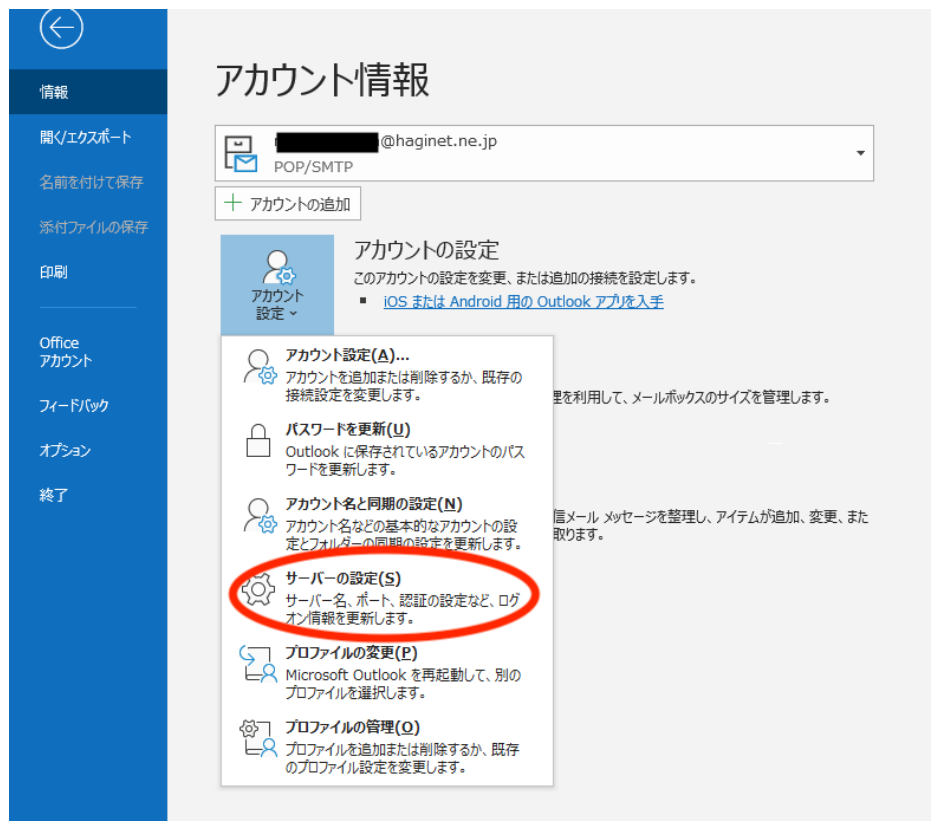 情報
開く/エクスポート
名前を付けて保存
添付ファイルの保存
印刷
Office
アカウント
フィードバック
オプション
終了
アカウント情報
@haginet.ne.jp
POP/SMTP
アカウントの追加
アカウント
設定
アカウントの設定
このアカウントの設定を変更、または追加の接続を設定します。
iOS または Android 用の Outlook アプリを入手
アカウント設定(A)...
アカウントを追加または削除するか、既存の
接続設定を変更します。
パスワードを更新(U)
Outlook に保存されているアカウントのパス
ワードを更新します。
アカウント名と同期の設定(N)
アカウント名などの基本的なアカウントの設
定とフォルダーの同期の設定を更新します。
サーバーの設定(S)
サーバー名、ポート、認証の設定など、ログ
オン情報を更新します。
プロファイルの変更(P)
Microsoft Outlook を再起動して、別の
プロファイルを選択します。
プロファイルの管理(O)
プロファイルを追加または削除するか、既存
のプロファイル設定を変更します。
理を利用して、メールボックスのサイズを管理します。
信メール メッセージを整理し、アイテムが追加、変更、また
取ります。